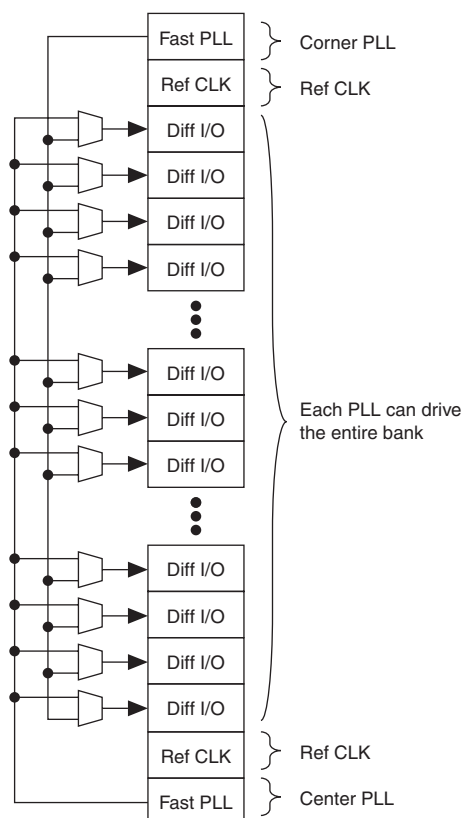 Fast PLL
Corner PLL
Ref CLK
Ref CLK
Diff I/O
Diff I/O
Diff I/O
Diff I/O
Diff I/O
Diff I/O
Diff I/O
Each PLL can drive
the entire bank
Diff I/O
Diff I/O
Diff I/O
Diff I/O
Ref CLK
Ref CLK
Fast PLL
Center PLL